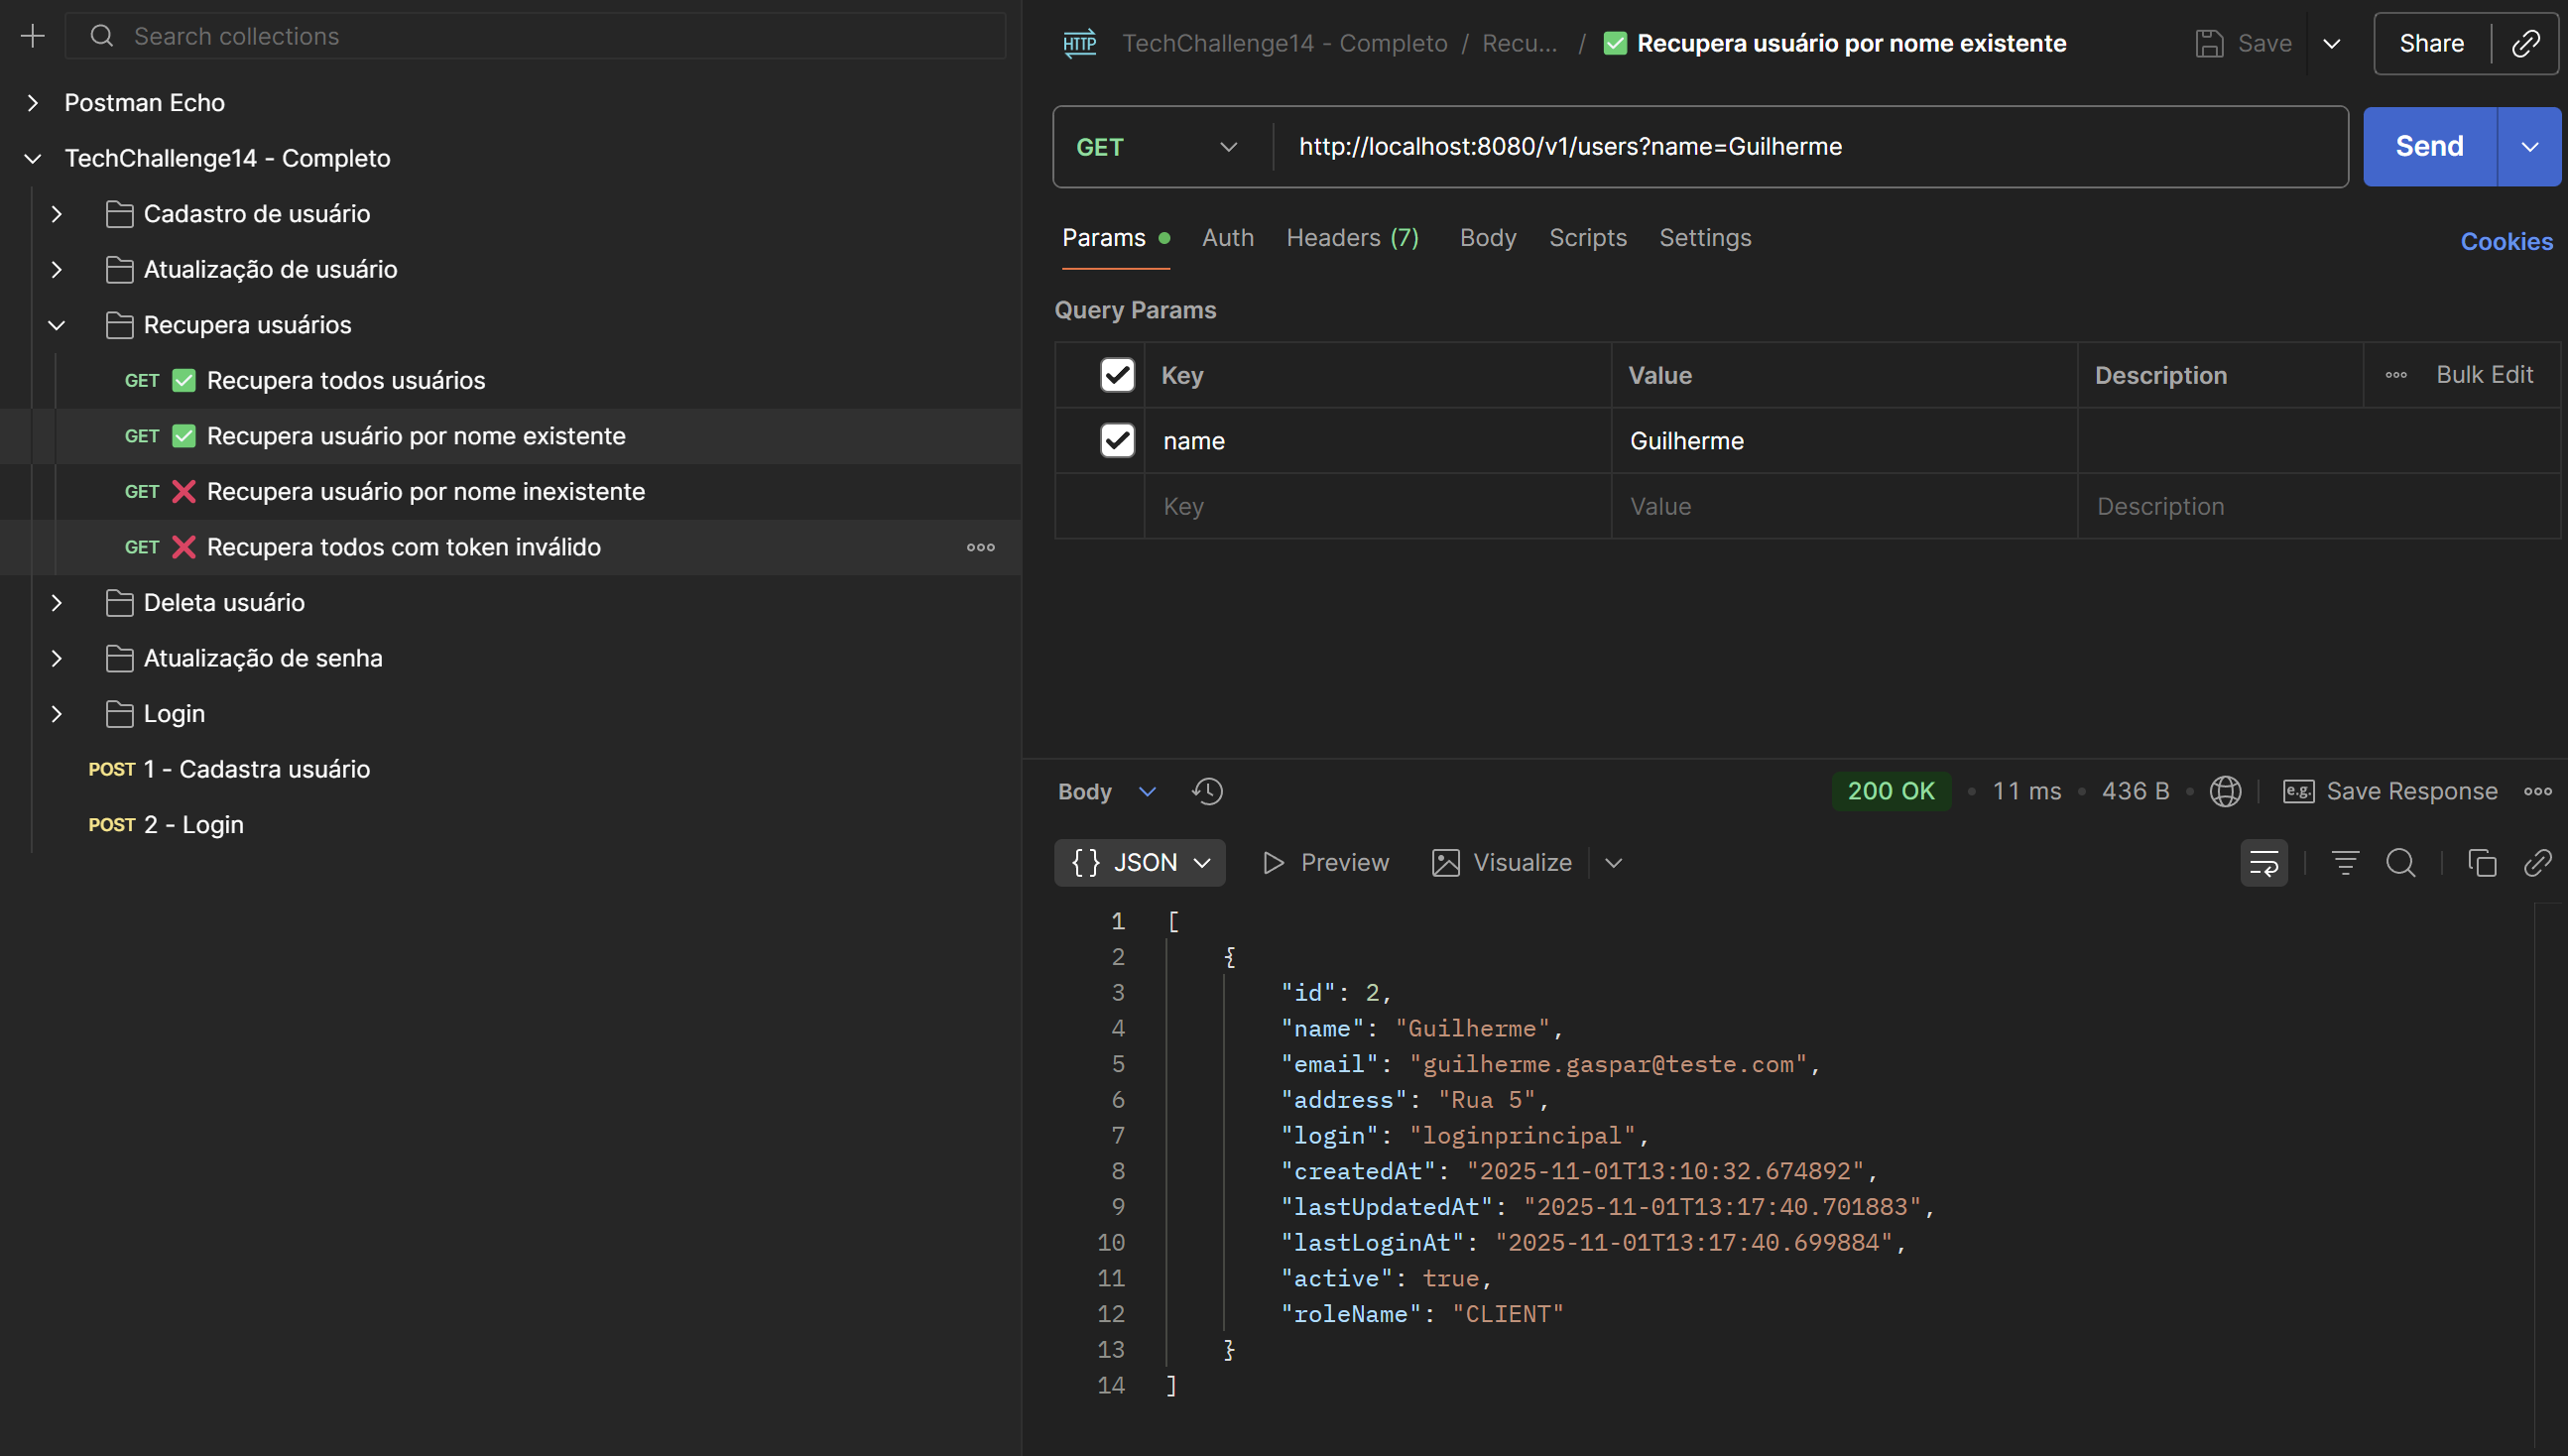 Search collections
Postman Echo
TechChallenge14 - Completo
Cadastro de usuário
Atualização de usuário
Recupera usuários
GET ✅ Recupera todos usuários
GET ✅ Recupera usuário por nome existente
GET ❌ Recupera usuário por nome inexistente
GET ❌ Recupera todos com token inválido
Deleta usuário
Atualização de senha
Login
POST 1 - Cadastra usuário
POST 2 - Login
HTTP TechChallenge14 - Completo / Recu... / ✅ Recupera usuário por nome existente Save Share
GET http://localhost:8080/v1/users?name=Guilherme Send
Params Auth Headers (7) Body Scripts Settings Cookies
Query Params
Key Value Description Bulk Edit
name Guilherme
Key Value Description
Body 200 OK • 11 ms • 436 B • e.g. Save Response
{} JSON Preview Visualize
1 [
2 {
3 "id": 2,
4 "name": "Guilherme",
5 "email": "guilherme.gaspar@teste.com",
6 "address": "Rua 5",
7 "login": "loginprincipal",
8 "createdAt": "2025-11-01T13:10:32.674892",
9 "lastUpdatedAt": "2025-11-01T13:17:40.701883",
10 "lastLoginAt": "2025-11-01T13:17:40.699884",
11 "active": true,
12 "roleName": "CLIENT"
13 }
14 ]